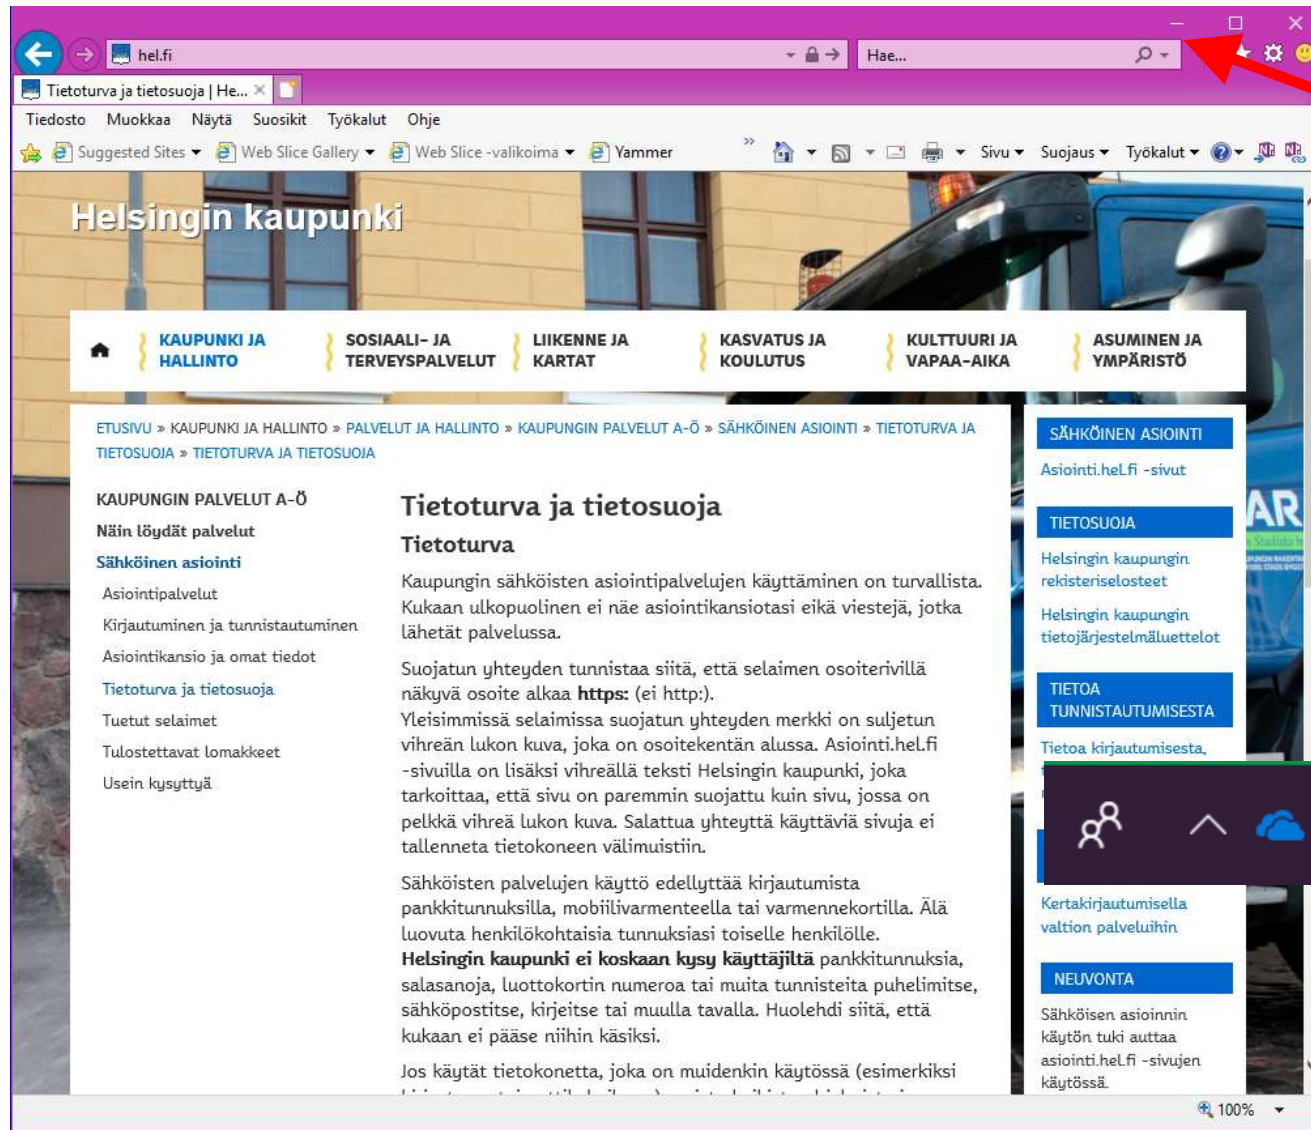 hel.fi
Hae...
Tietoturva ja tietosuoja | He...
Tiedosto Muokkaa Näytä Suosikit Työkalut Ohje
Suggested Sites Web Slice Gallery Web Slice -valikoima Yammer Sivu Suojaus Työkalut
Helsingin kaupunki
KAUPUNKI JA HALLINTO
SOSIAALI- JA TERVEYSPALVELUT
LIIKENNE JA KARTAT
KASVATUS JA KOULUTUS
KULTTUURI JA VAPAA-AIKA
ASUMINEN JA YMPÄRISTÖ
ETUSIVU » KAUPUNKI JA HALLINTO » PALVELUT JA HALLINTO » KAUPUNGIN PALVELUT A-Ö » SÄHKÖINEN ASIOINTI » TIETOTURVA JA
TIETOSUOJA » TIETOTURVA JA TIETOSUOJA
KAUPUNGIN PALVELUT A-Ö
Näin löydät palvelut
Sähköinen asiointi
Asiointipalvelut
Kirjautuminen ja tunnistautuminen
Asiointikansio ja omat tiedot
Tietoturva ja tietosuoja
Tuetut selaimet
Tulostettavat lomakkeet
Usein kysyttyä
Tietoturva ja tietosuoja
Tietoturva
Kaupungin sähköisten asiointipalvelujen käyttäminen on turvallista.
Kukaan ulkopuolinen ei näe asiointikansiotasi eikä viestejä, jotka
lähetät palvelussa.
Suojatun yhteyden tunnistaa siitä, että selaimen osoiterivillä
näkyvä osoite alkaa https: (ei http:).
Yleisimmissä selaimissa suojatun yhteyden merkki on suljetun
vihreän lukon kuva, joka on osoitekentän alussa. Asiointi.hel.fi
-sivuilla on lisäksi vihreällä teksti Helsingin kaupunki, joka
tarkoittaa, että sivu on paremmin suojattu kuin sivu, jossa on
pelkkä vihreä lukon kuva. Salattua yhteyttä käyttäviä sivuja ei
tallenneta tietokoneen välimuistiin.
Sähköisten palvelujen käyttö edellyttää kirjautumista
pankkitunnuksilla, mobiilivarmenteella tai varmennekortilla. Älä
luovuta henkilökohtaisia tunnuksiasi toiselle henkilölle.
Helsingin kaupunki ei koskaan kysy käyttäjiltä pankkitunnuksia,
salasanoja, luottokortin numeroa tai muita tunnisteita puhelimitse,
sähköpostitse, kirjeitse tai muulla tavalla. Huolehdi siitä, että
kukaan ei pääse niihin käsiksi.
Jos käytät tietokonetta, joka on muidenkin käytössä (esimerkiksi
SÄHKÖINEN ASIOINTI
Asiointi.hel.fi -sivut
TIETOSUOJA
Helsingin kaupungin
rekisteriselosteet
Helsingin kaupungin
tietojärjestelmäluettelot
TIETOA
TUNNISTAUTUMISESTA
Tietoa kirjautumisesta,
Kertakirjautumisella
valtion palveluihin
NEUVONTA
Sähköisen asioinnin
käytön tuki auttaa
asiointi.hel.fi -sivujen
käytössä.
AR
100%